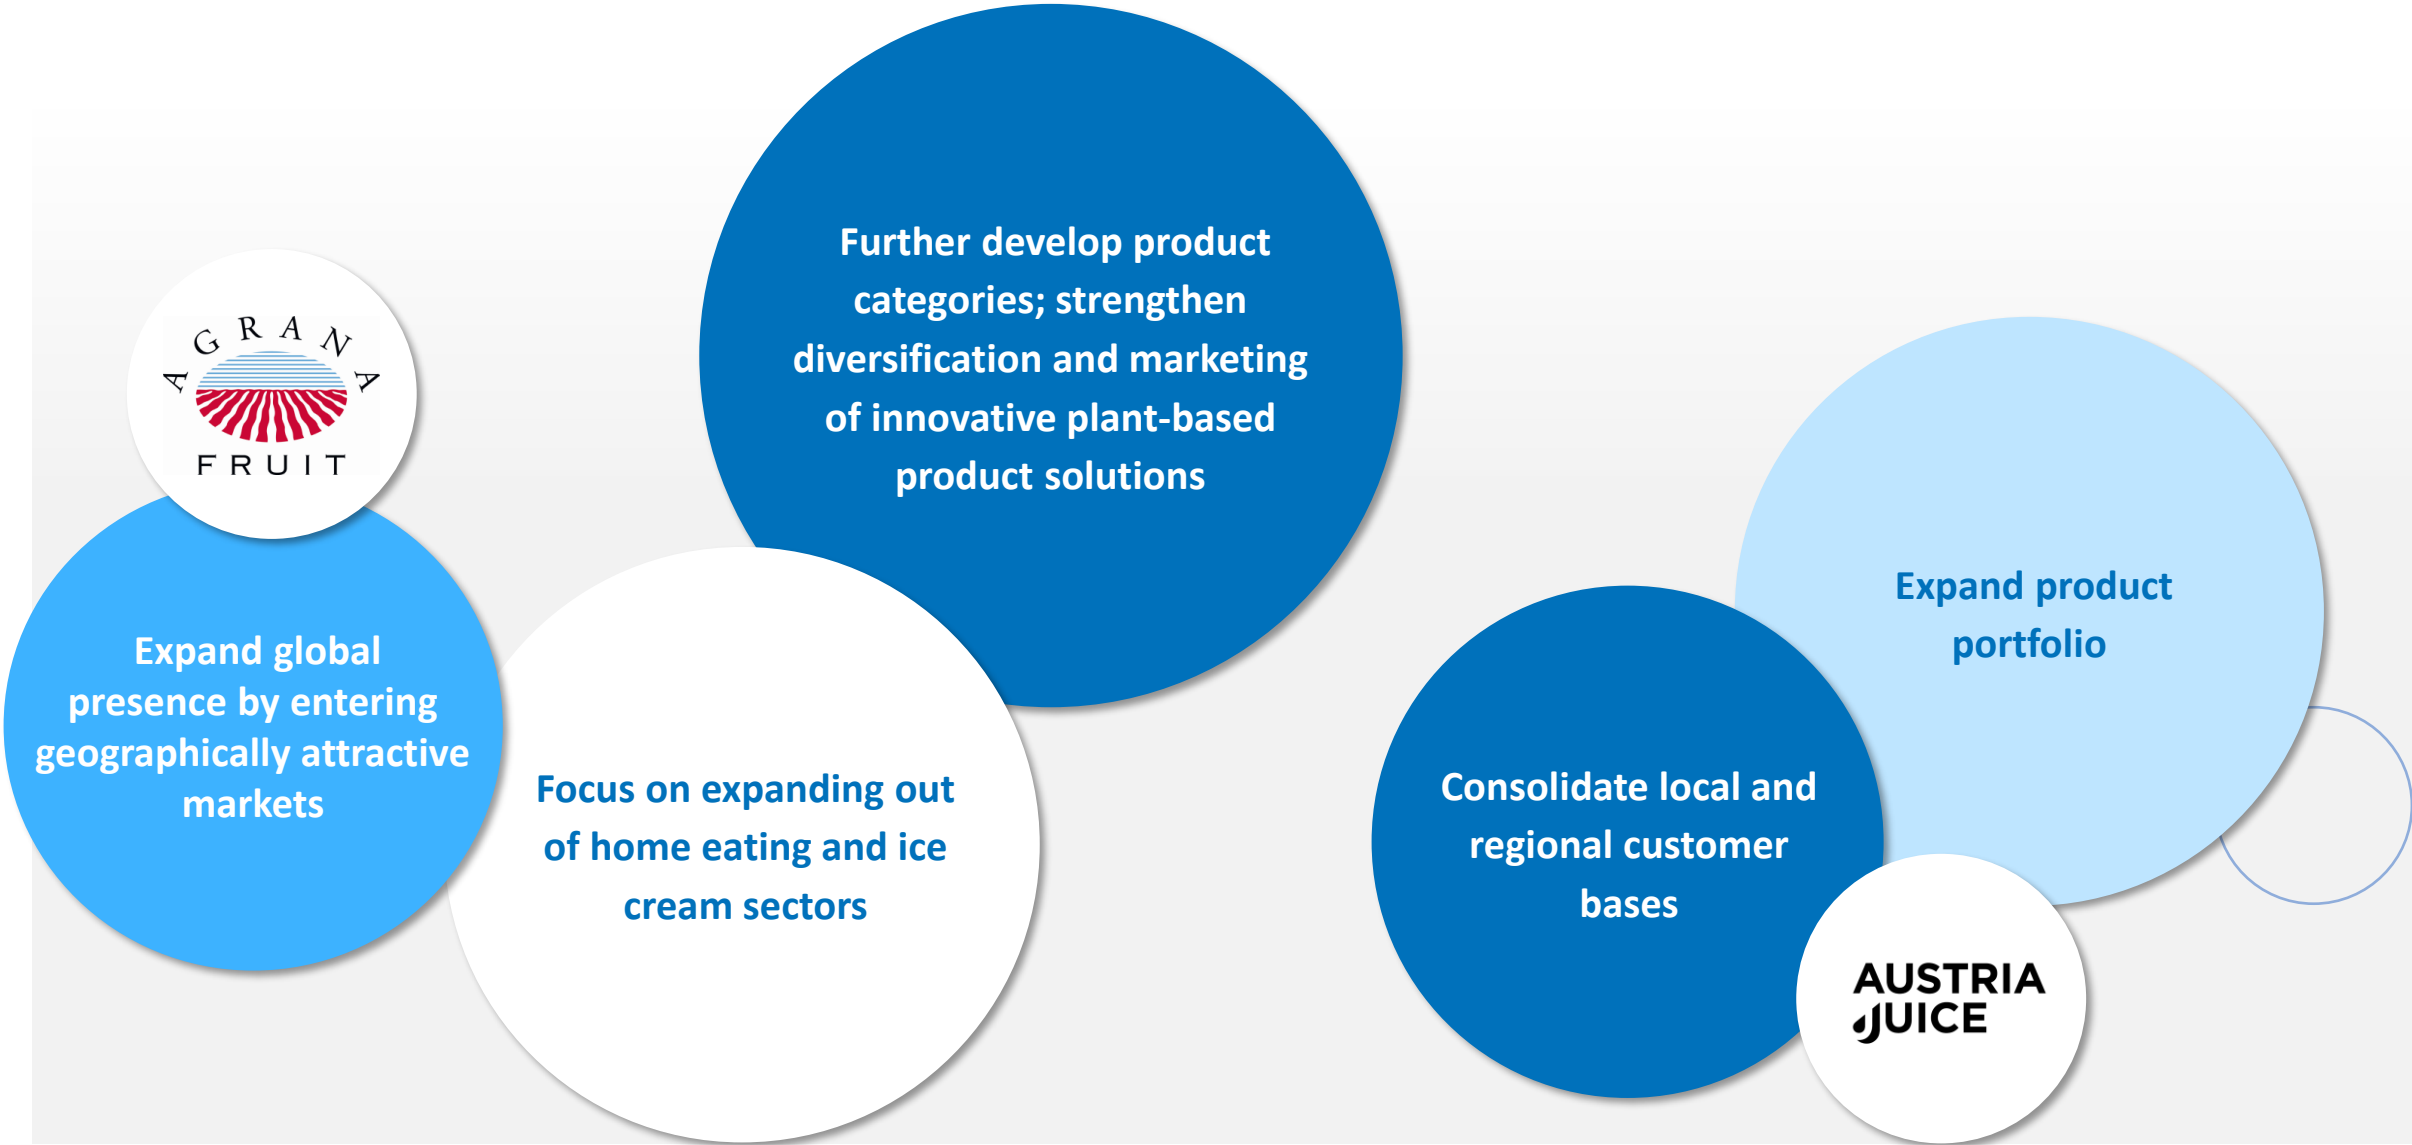 AGRANA
FRUIT
Expand global
presence by entering
geographically attractive
markets
Focus on expanding out
of home eating and ice
cream sectors
Further develop product
categories; strengthen
diversification and marketing
of innovative plant-based
product solutions
Consolidate local and
regional customer
bases
Expand product
portfolio
AUSTRIA
JUICE